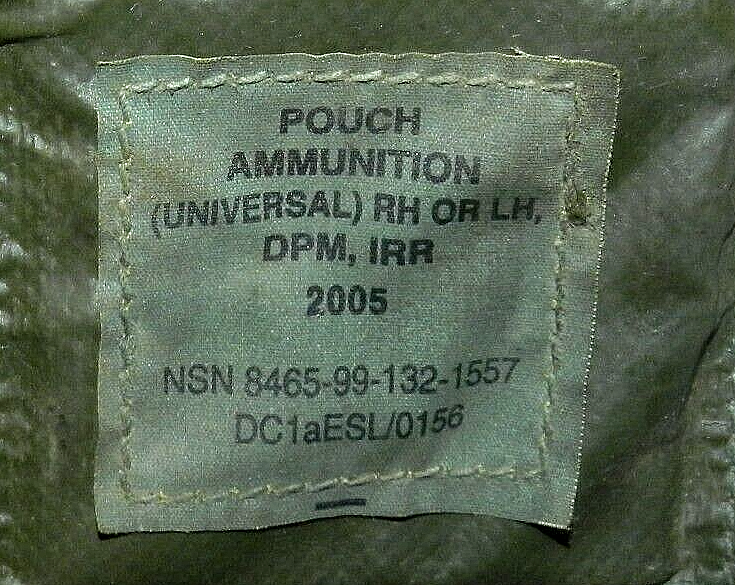 POUCH
AMMUNITION
(UNIVERSAL) RH OR LH,
DPM, IRR
2005
NSN 8465-99-132-1557
DC1aESL/0156